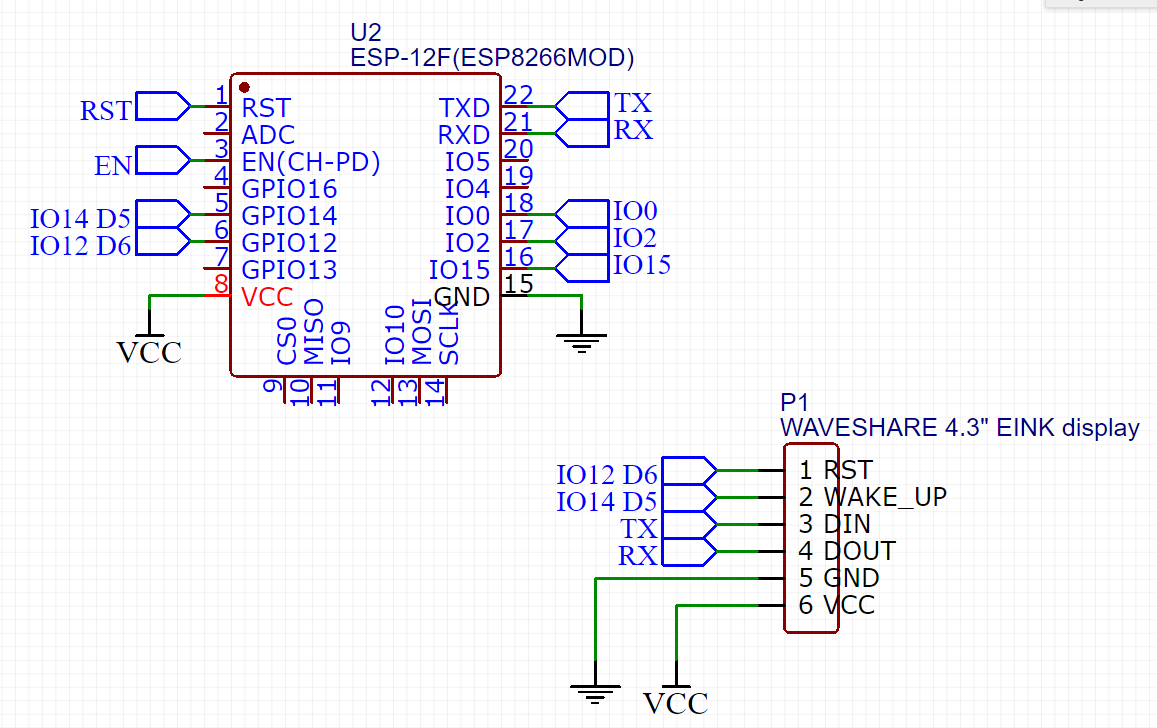 U2
ESP-12F(ESP8266MOD)
RST 1 RST TXD 22 TX
2 ADC RXD 21 RX
EN 3 EN(CH-PD) IO5 20
4 GPIO16 IO4 19
IO14 D5 5 GPIO14 IO0 18 IO0
IO12 D6 6 GPIO12 IO2 17 IO2
7 GPIO13 IO15 16 IO15
8 VCC GND 15
VCC
CS0 MISO IO9 IO10 MOSI SCLK
9 10 11 12 13 14
P1
WAVESHARE 4.3" EINK display
IO12 D6 1 RST
IO14 D5 2 WAKE_UP
TX 3 DIN
RX 4 DOUT
5 GND
6 VCC
VCC